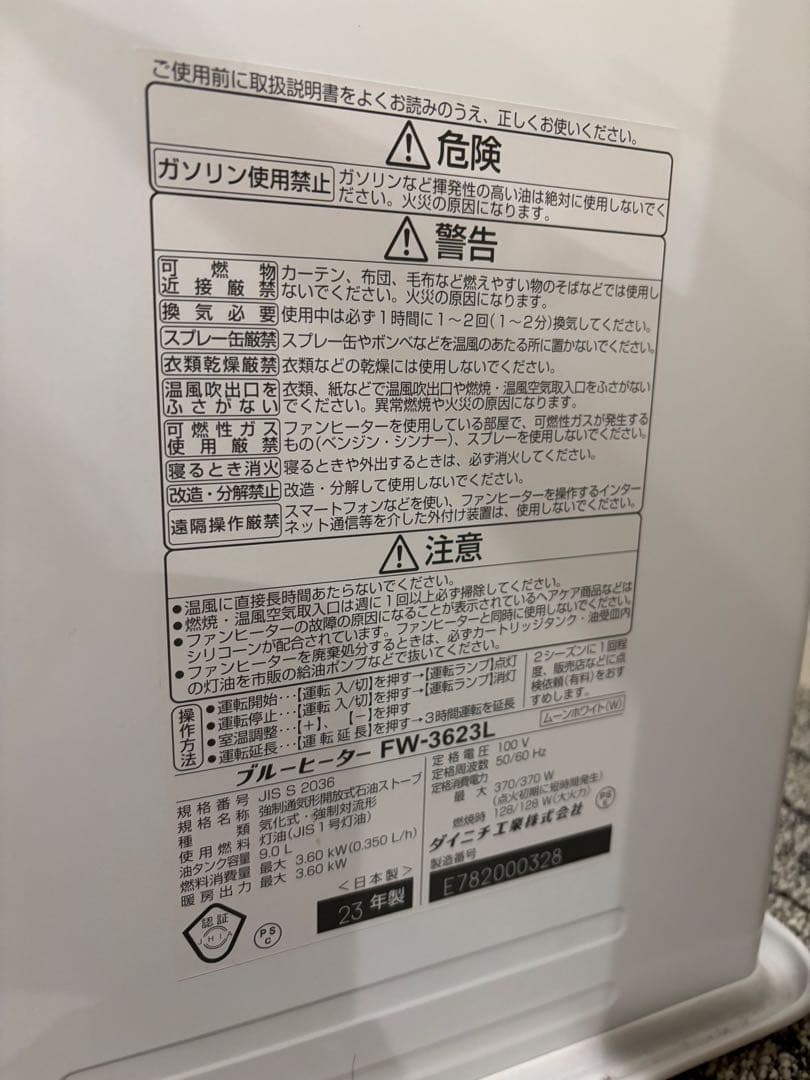 ご使用前に取扱説明書をよくお読みのうえ、正しくお使いください。
危険
ガソリン使用禁止
ガソリンなど揮発性の高い油は絶対に使用しないでく
ださい。火災の原因になります。
警告
可燃物
近接厳禁
カーテン、布団、毛布など燃えやすい物のそばなどでは使用し
ないでください。火災の原因になります。
換気必要
使用中は必ず1時間に1〜2回(1〜2分)換気してください。
スプレー缶厳禁
スプレー缶やボンベなどを温風のあたる所に置かないでください。
衣類乾燥厳禁
衣類などの乾燥には使用しないでください。
温風吹出口を
ふさがない
衣類、紙などで温風吹出口や燃焼・温風空気取入口をふさがない
でください。異常燃焼や火災の原因になります。
可燃性ガス
使用厳禁
ファンヒーターを使用している部屋で、可燃性ガスが発生する
もの(ベンジン・シンナー)、スプレーを使用しないでください。
寝るとき消火
寝るときや外出するときは、必ず消火してください。
改造・分解禁止
改造・分解して使用しないでください。
遠隔操作厳禁
スマートフォンなどを使い、ファンヒーターを操作するインター
ネット通信等を介した外付け装置は、使用しないでください。
注意
●温風に直接長時間あたらないでください。
●燃焼・温風空気取入口は週に1回以上必ず掃除してください。
●ファンヒーターの故障の原因になることが表示されているヘアケア商品などは
シリコーンが配合されています。ファンヒーターと同時に使用しないでください。
●ファンヒーターを廃棄処分するときは、必ずカートリッジタンク・油受皿内
の灯油を市販の給油ポンプなどで抜いてください。
操作方法
●運転開始‥‥【運転 入/切】を押す→【運転ランプ】点灯
●運転停止‥‥【運転 入/切】を押す→【運転ランプ】消灯
●室温調整‥‥【+】、【−】を押す
●運転延長‥‥【運転延長】を押す→3時間運転を延長
2シーズンに1回程
度、販売店などに点
検依頼(有料)をおす
すめします。
ブルーヒーター FW-3623L
ムーンホワイト(W)
規格番号 JIS S 2036
規格名称 強制通気形開放式石油ストーブ
種類 気化式・強制対流形
使用燃料 灯油(JIS1号灯油)
油タンク容量 9.0 L
燃料消費量 最大 3.60 kW(0.350 L/h)
暖房出力 最大 3.60 kW
定格電圧 100 V
定格周波数 50/60 Hz
定格消費電力
最大 370/370 W
(点火初期に短時間発生)
燃焼時 128/128 W(大火力)
PSE
ダイニチ工業株式会社
製造番号
E782000328
<日本製>
23 年製
認証
JHIA
PSC